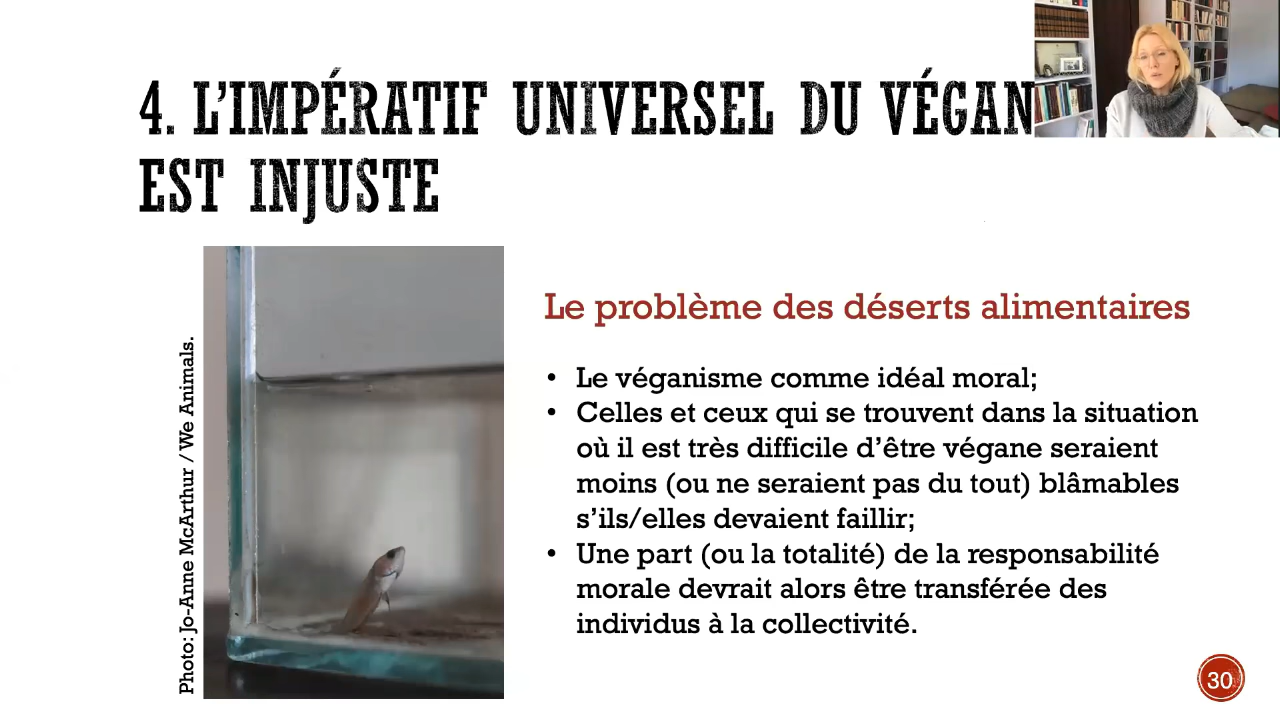 4. L’IMPÉRATIF UNIVERSEL DU VÉGAN
EST INJUSTE
Photo: Jo-Anne McArthur / We Animals.
Le problème des déserts alimentaires
• Le véganisme comme idéal moral;
• Celles et ceux qui se trouvent dans la situation
où il est très difficile d’être végane seraient
moins (ou ne seraient pas du tout) blâmables
s’ils/elles devaient faillir;
• Une part (ou la totalité) de la responsabilité
morale devrait alors être transférée des
individus à la collectivité.
30